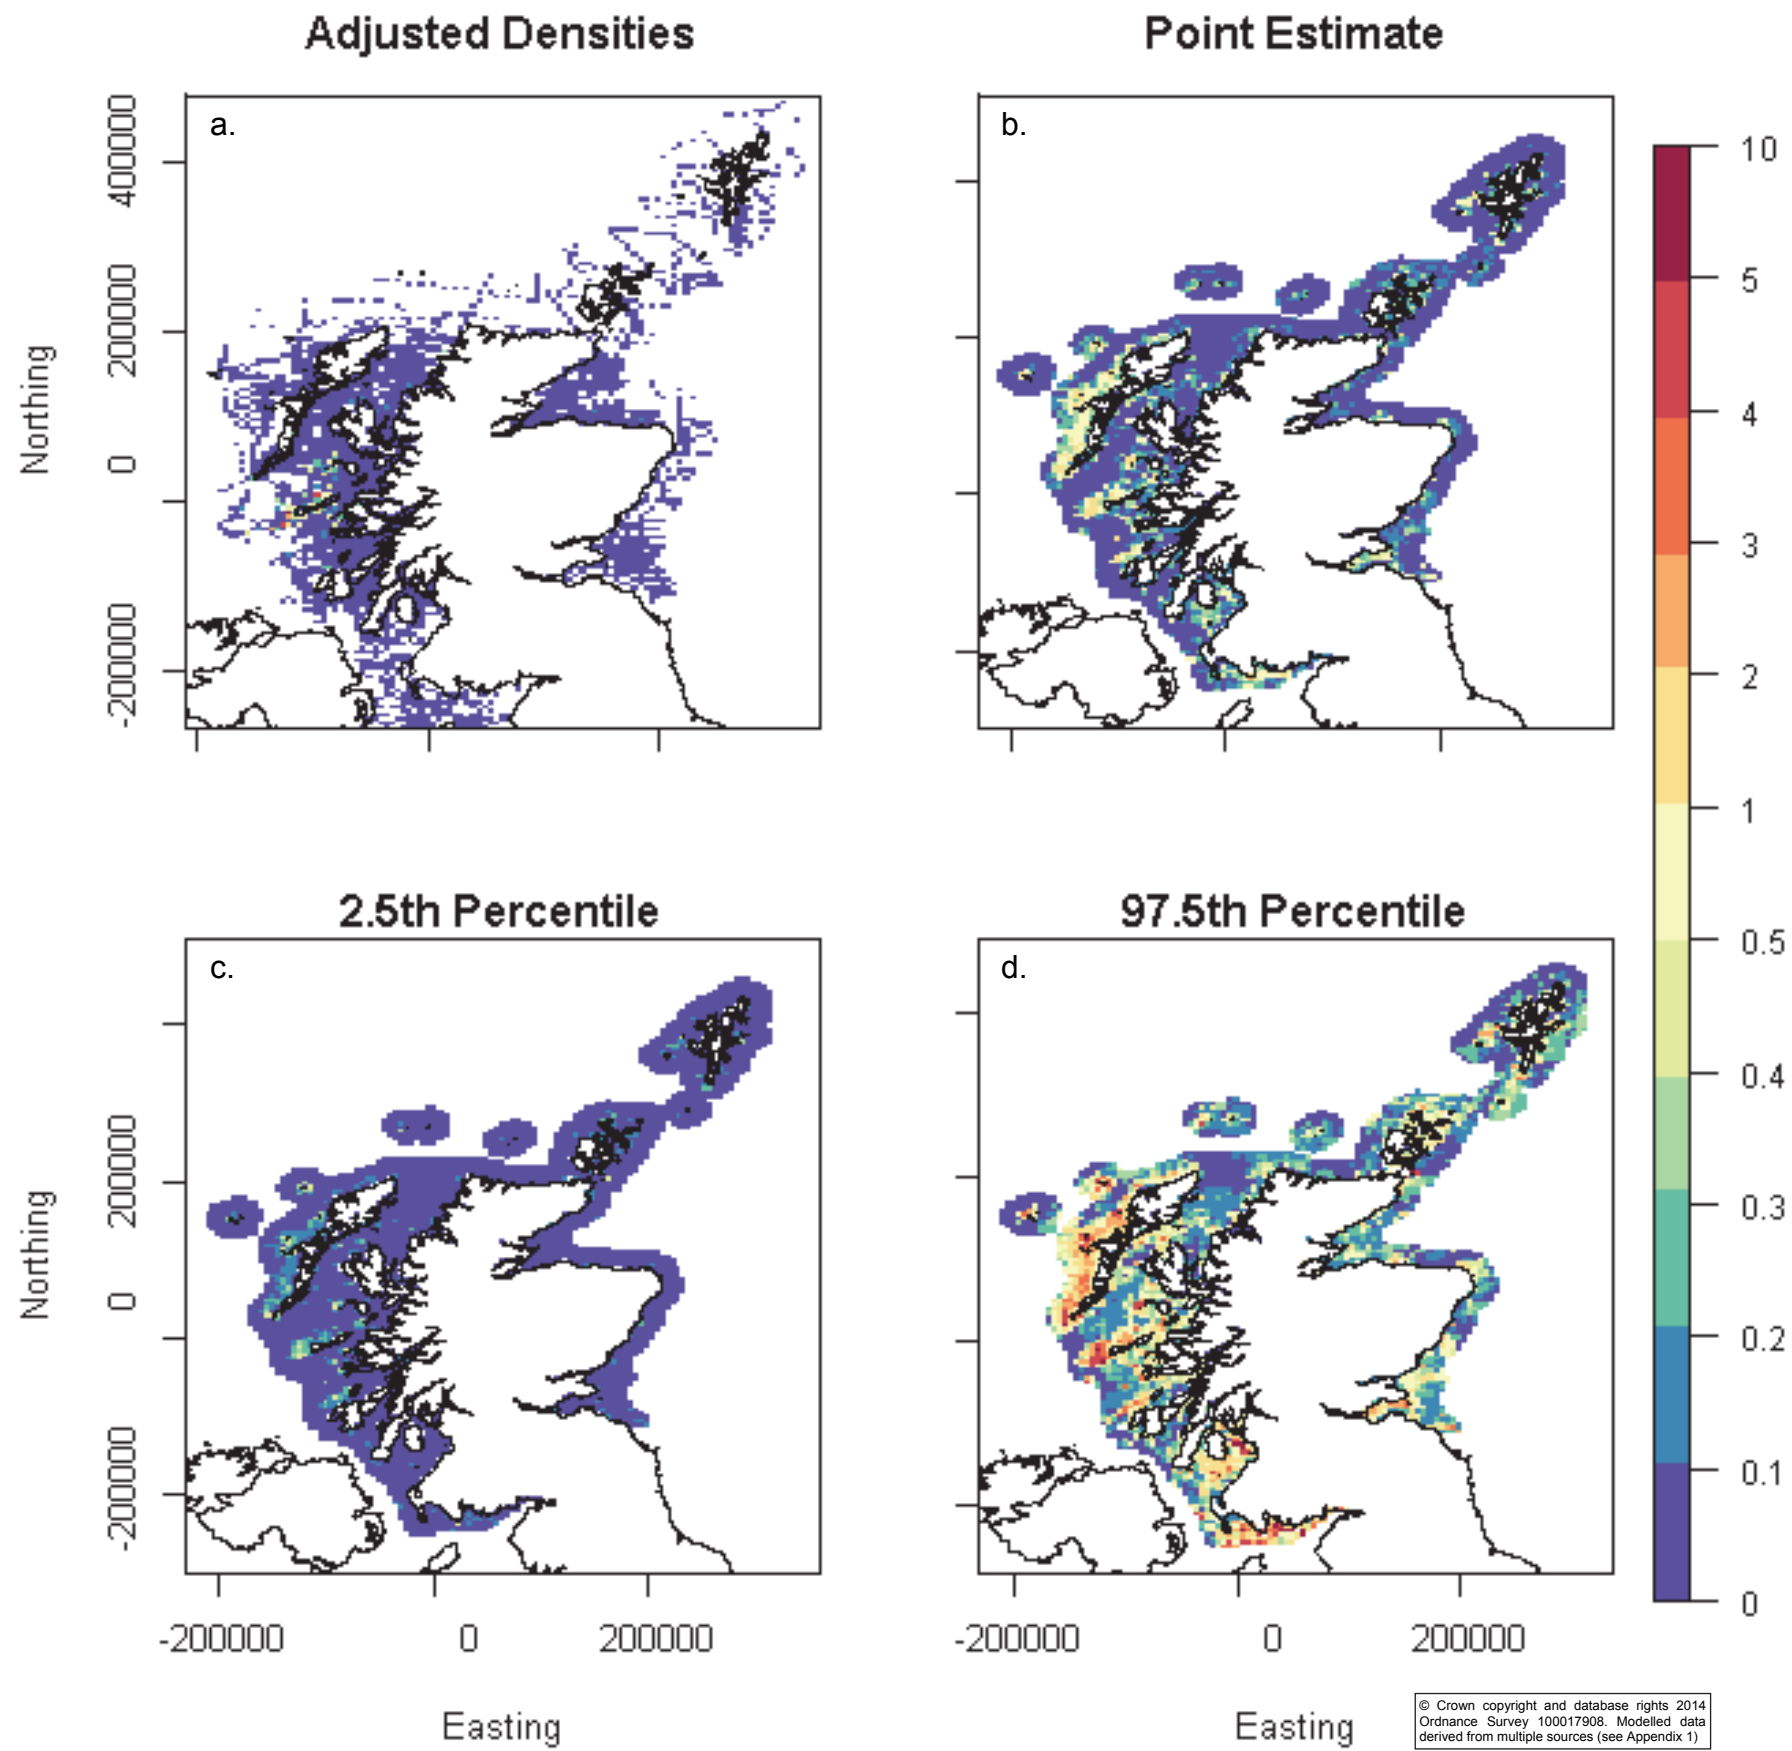 Adjusted Densities
Point Estimate
a.
b.
400000
200000
0
-200000
Northing
10
5
4
3
2
1
0.5
0.4
0.3
0.2
0.1
0
2.5th Percentile
97.5th Percentile
c.
d.
200000
0
-200000
Northing
-200000 0 200000
-200000 0 200000
Easting
Easting
© Crown copyright and database rights 2014
Ordnance Survey 100017908. Modelled data
derived from multiple sources (see Appendix 1)